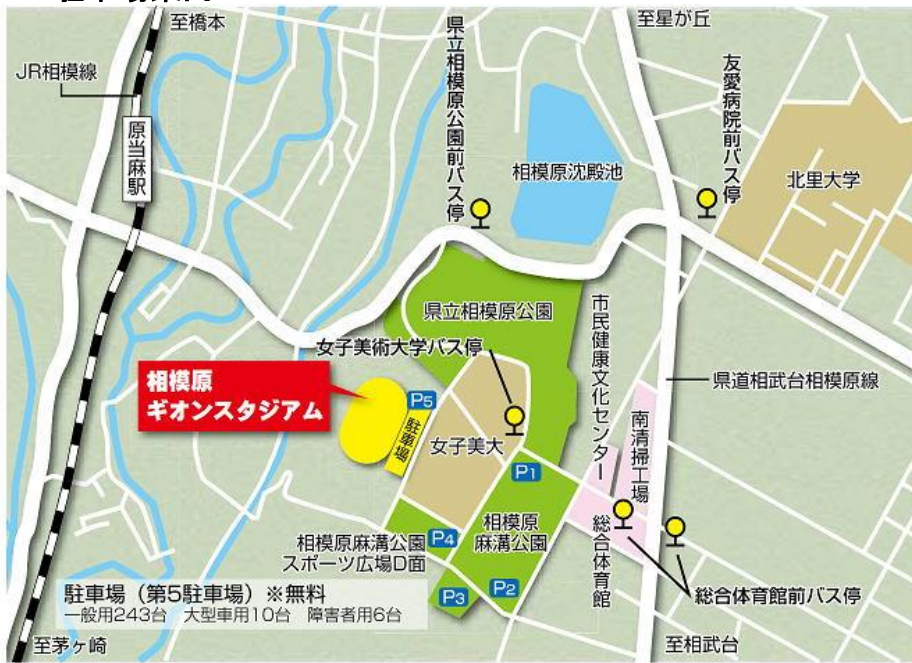 至橋本
至星が丘
JR相模線
県立相模原公園前バス停
友愛病院前バス停
原当麻駅
相模原沈殿池
北里大学
県立相模原公園
市民健康文化センター
女子美術大学バス停
県道相武台相模原線
相模原
ギオンスタジアム
P5
駐車場
女子美大
南清掃工場
P1
相模原
麻溝公園
総合体育館
相模原麻溝公園
スポーツ広場D面
P4
P3
P2
総合体育館前バス停
駐車場（第5駐車場）※無料
一般用243台　大型車用10台　障害者用6台
至茅ヶ崎
至相武台